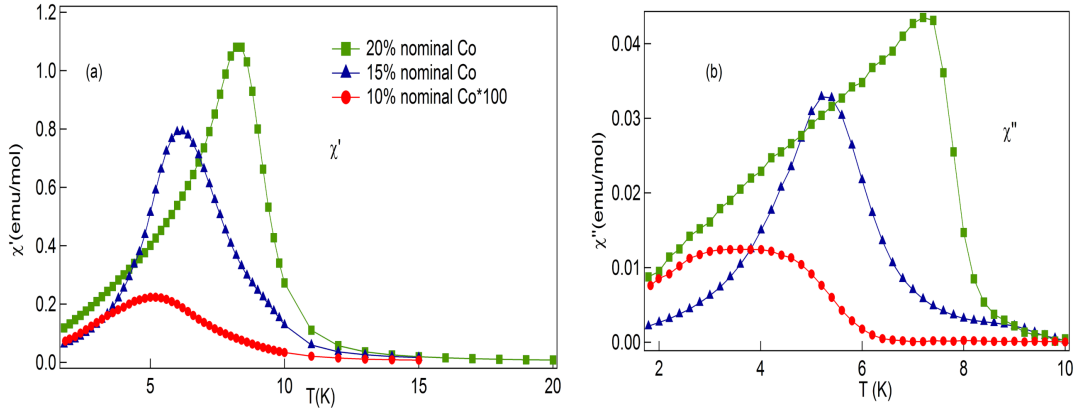 1.2
1.0
0.8
0.6
0.4
0.2
0.0
χ'(emu/mol)
(a)
20% nominal Co
15% nominal Co
10% nominal Co*100
χ'
5
10
15
20
T(K)
0.04
0.03
0.02
0.01
0.00
χ"(emu/mol)
(b)
χ"
2
4
6
8
10
T (K)